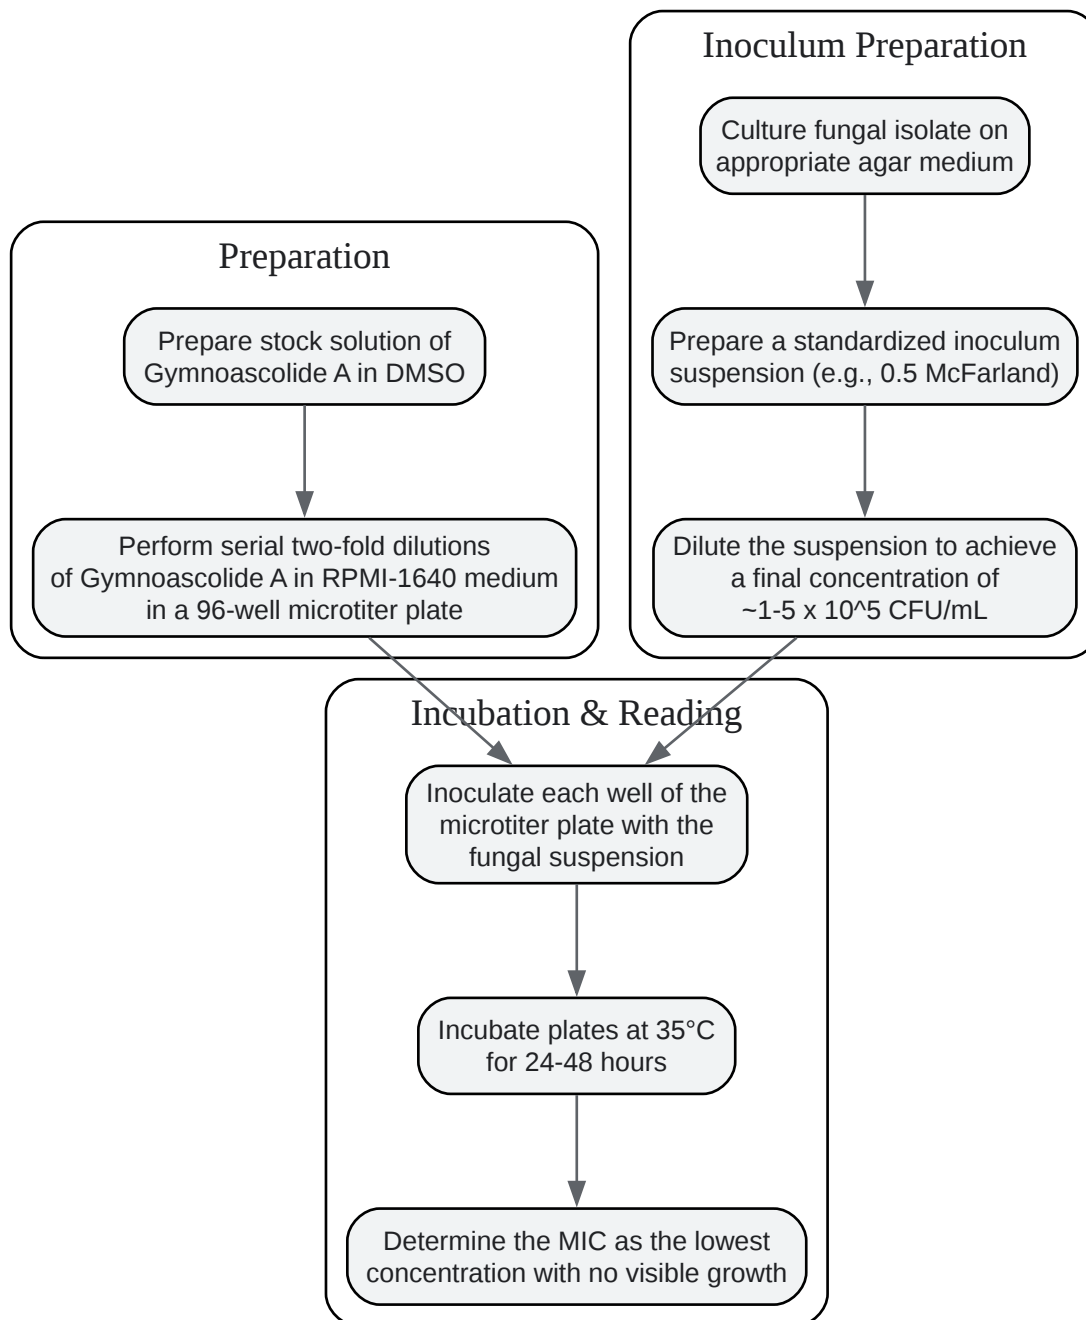 Inoculum Preparation
Culture fungal isolate on
appropriate agar medium
Prepare a standardized inoculum
suspension (e.g., 0.5 McFarland)
Dilute the suspension to achieve
a final concentration of
~1-5 x 10^5 CFU/mL
Preparation
Prepare stock solution of
Gymnoascolide A in DMSO
Perform serial two-fold dilutions
of Gymnoascolide A in RPMI-1640 medium
in a 96-well microtiter plate
Incubation & Reading
Inoculate each well of the
microtiter plate with the
fungal suspension
Incubate plates at 35°C
for 24-48 hours
Determine the MIC as the lowest
concentration with no visible growth